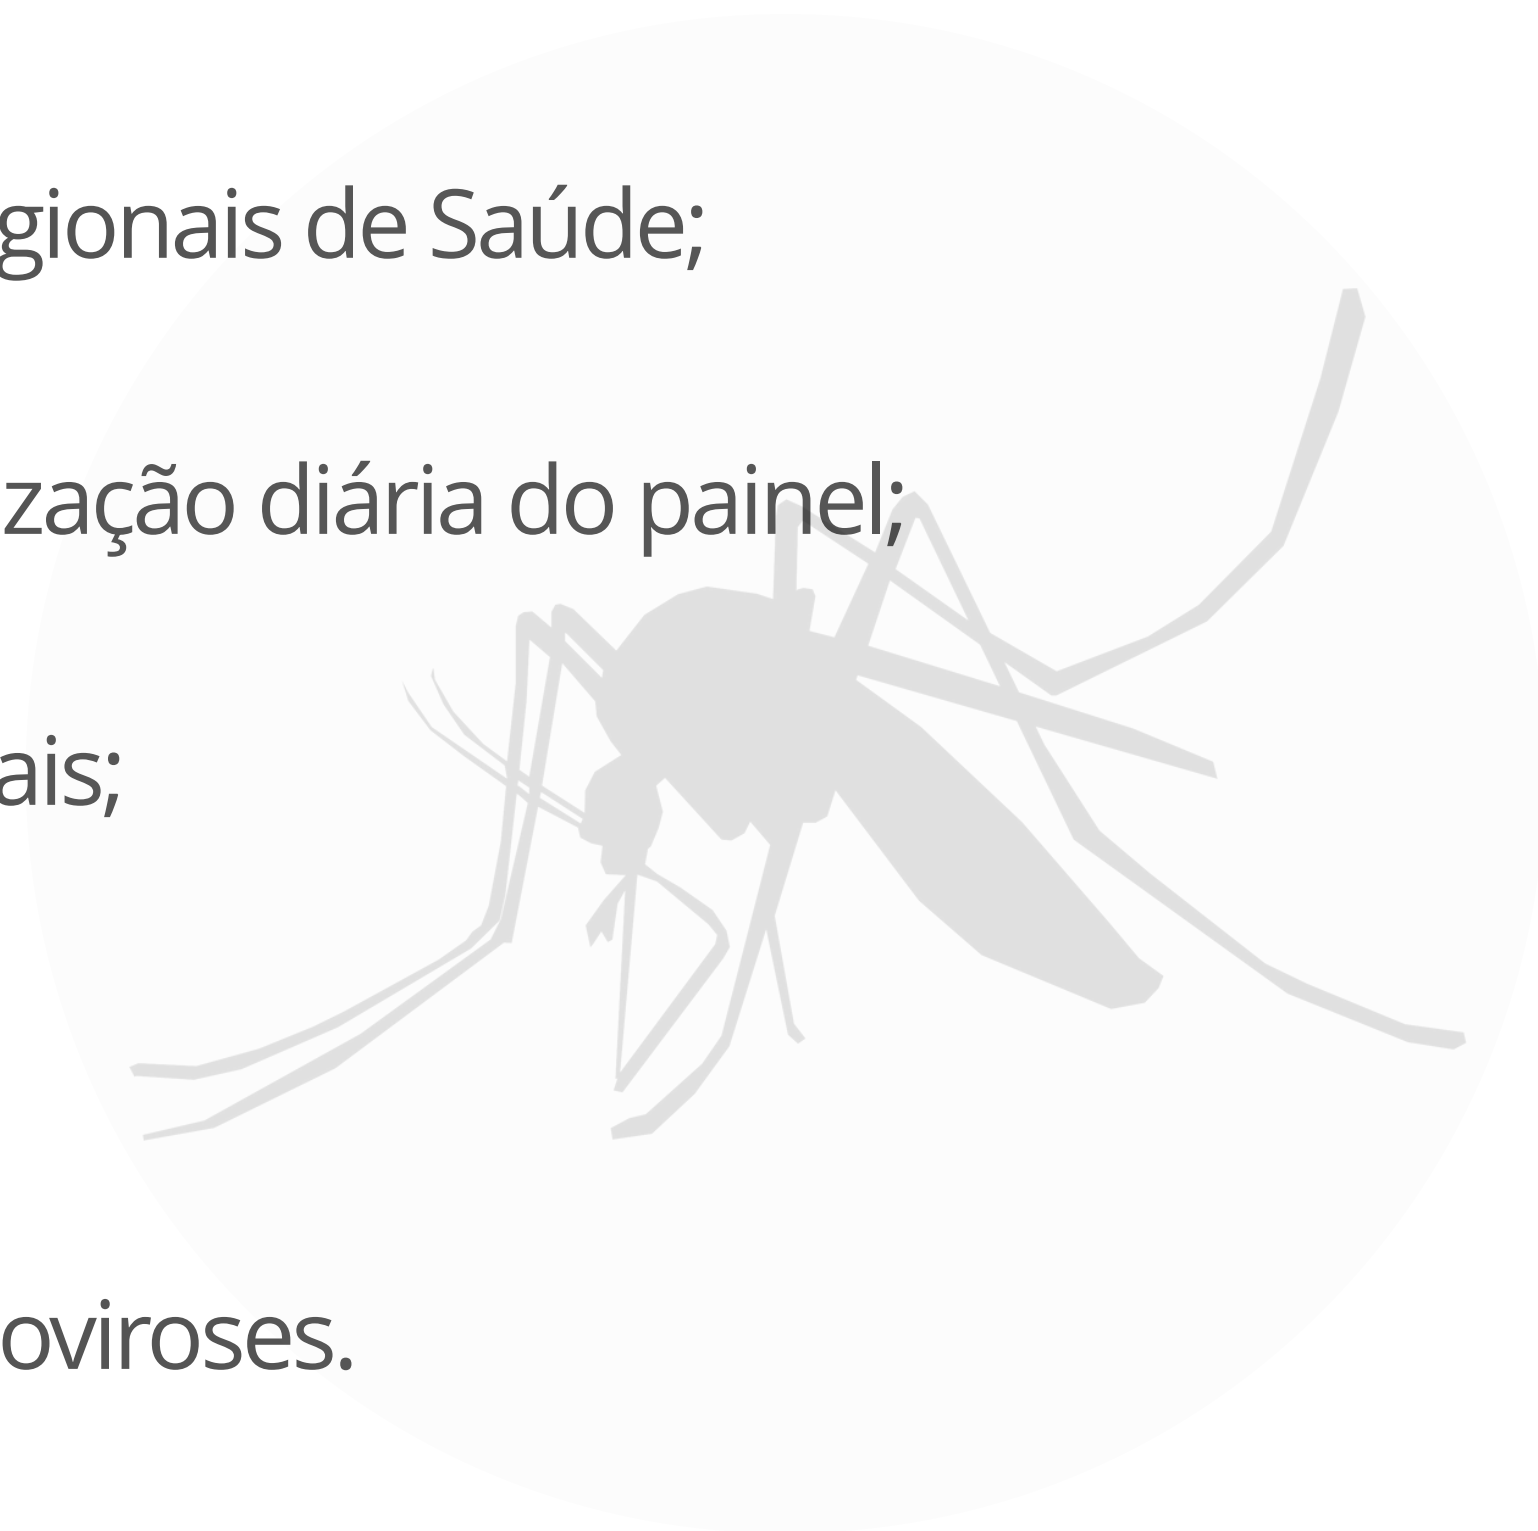 gionais de Saúde;
zação diária do painel;
ais;
oviroses.